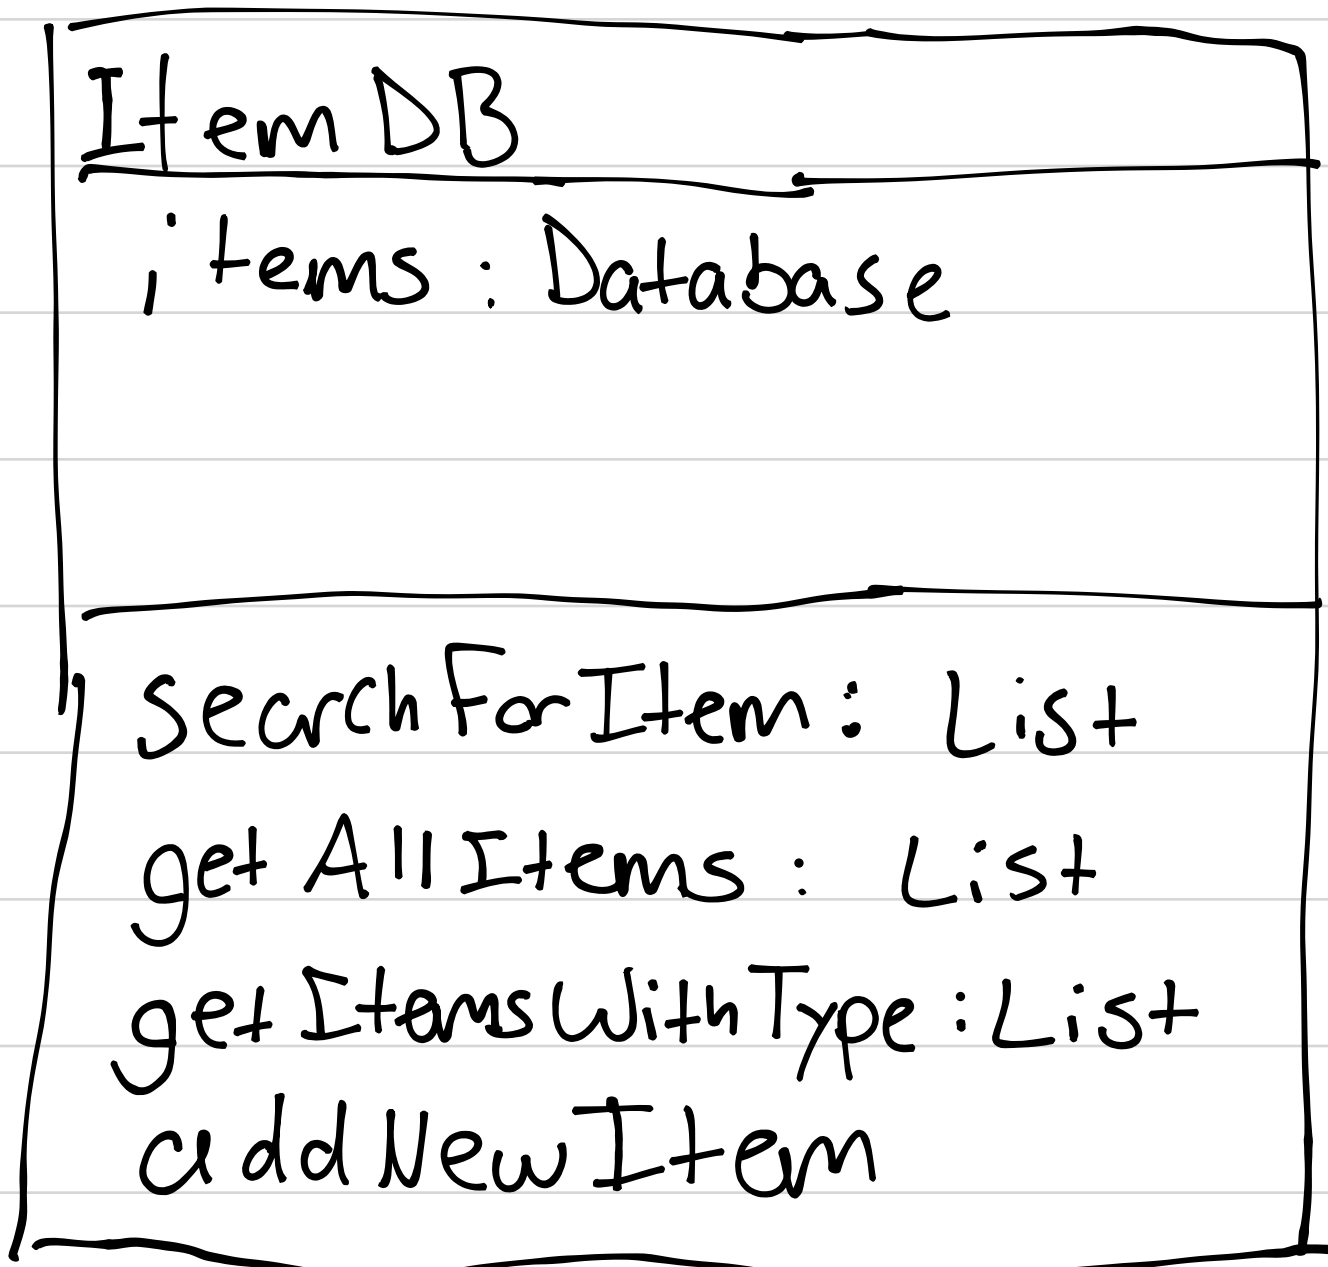 ItemDB
items : Database
searchForItem : List
getAllItems : List
getItemsWithType : List
addNewItem